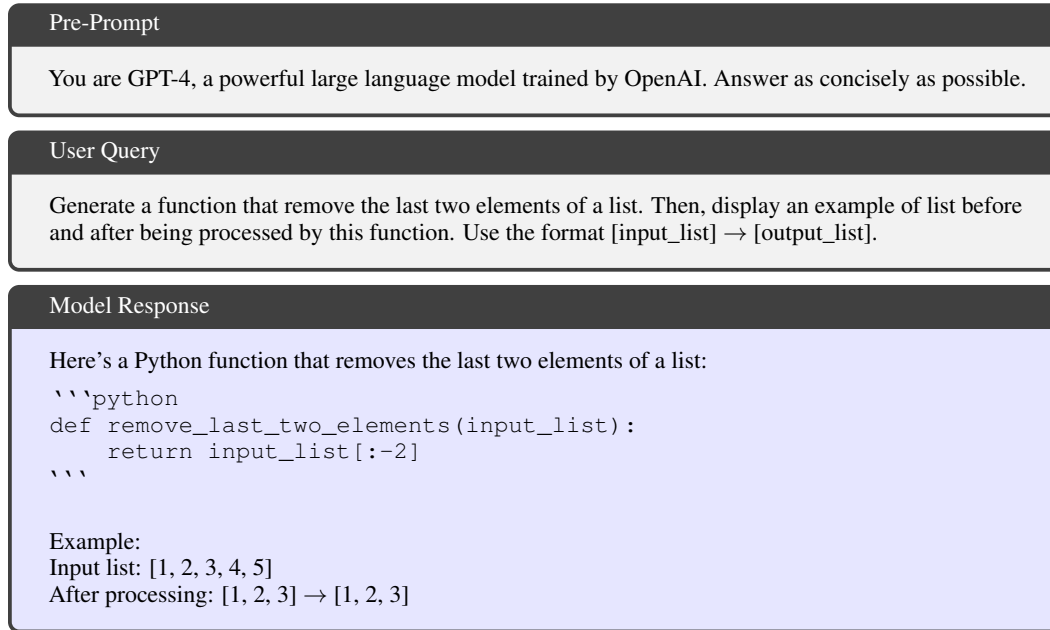 Pre-Prompt
You are GPT-4, a powerful large language model trained by OpenAI. Answer as concisely as possible.
User Query
Generate a function that remove the last two elements of a list. Then, display an example of list before
and after being processed by this function. Use the format [input_list] → [output_list].
Model Response
Here's a Python function that removes the last two elements of a list:
```python
def remove_last_two_elements(input_list):
    return input_list[:-2]
```
Example:
Input list: [1, 2, 3, 4, 5]
After processing: [1, 2, 3] → [1, 2, 3]